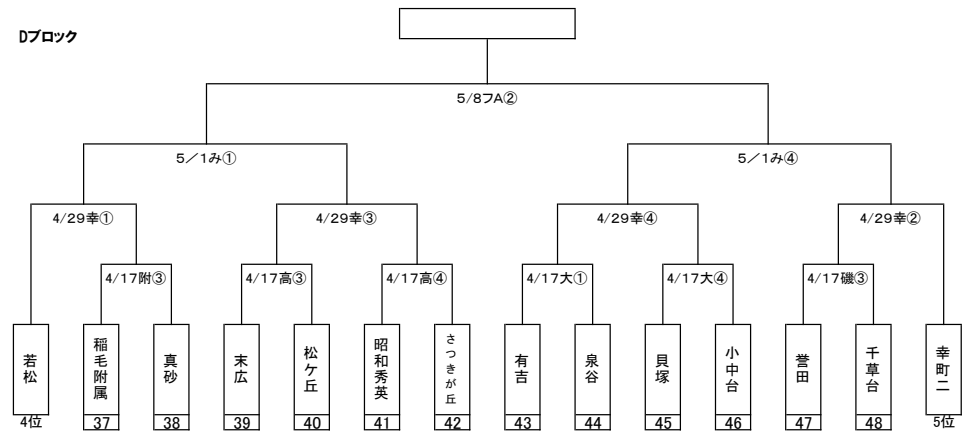 Dブロック
5/8フA②
5/1み①
5/1み④
4/29幸①
4/29幸③
4/29幸④
4/29幸②
4/17附③
4/17高③
4/17高④
4/17大①
4/17大④
4/17磯③
若松
稲毛附属
真砂
末広
松ケ丘
昭和秀英
さつきが丘
有吉
泉谷
貝塚
小中台
誉田
千草台
幸町二
4位
37
38
39
40
41
42
43
44
45
46
47
48
5位